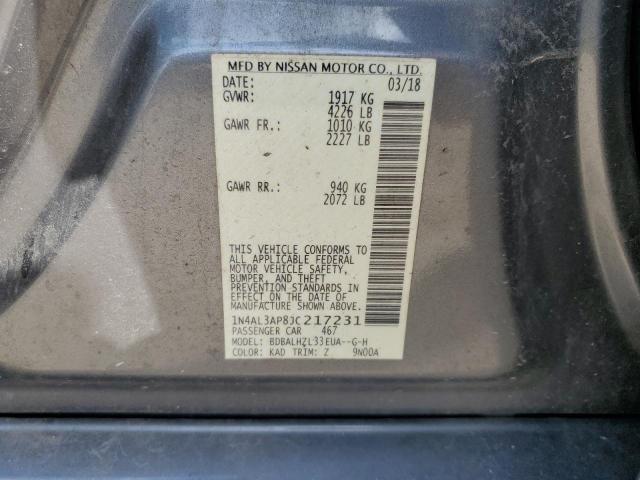 MFD BY NISSAN MOTOR CO., LTD.
DATE: 03/18
GVWR: 1917 KG
4226 LB
GAWR FR.: 1010 KG
2227 LB
GAWR RR.: 940 KG
2072 LB
THIS VEHICLE CONFORMS TO
ALL APPLICABLE FEDERAL
MOTOR VEHICLE SAFETY,
BUMPER, AND THEFT
PREVENTION STANDARDS IN
EFFECT ON THE DATE OF
MANUFACTURE SHOWN ABOVE.
1N4AL3AP8JC217231
PASSENGER CAR 467
MODEL: BDBALHZL33EUA--G-H
COLOR: KAD TRIM: Z 9N00A